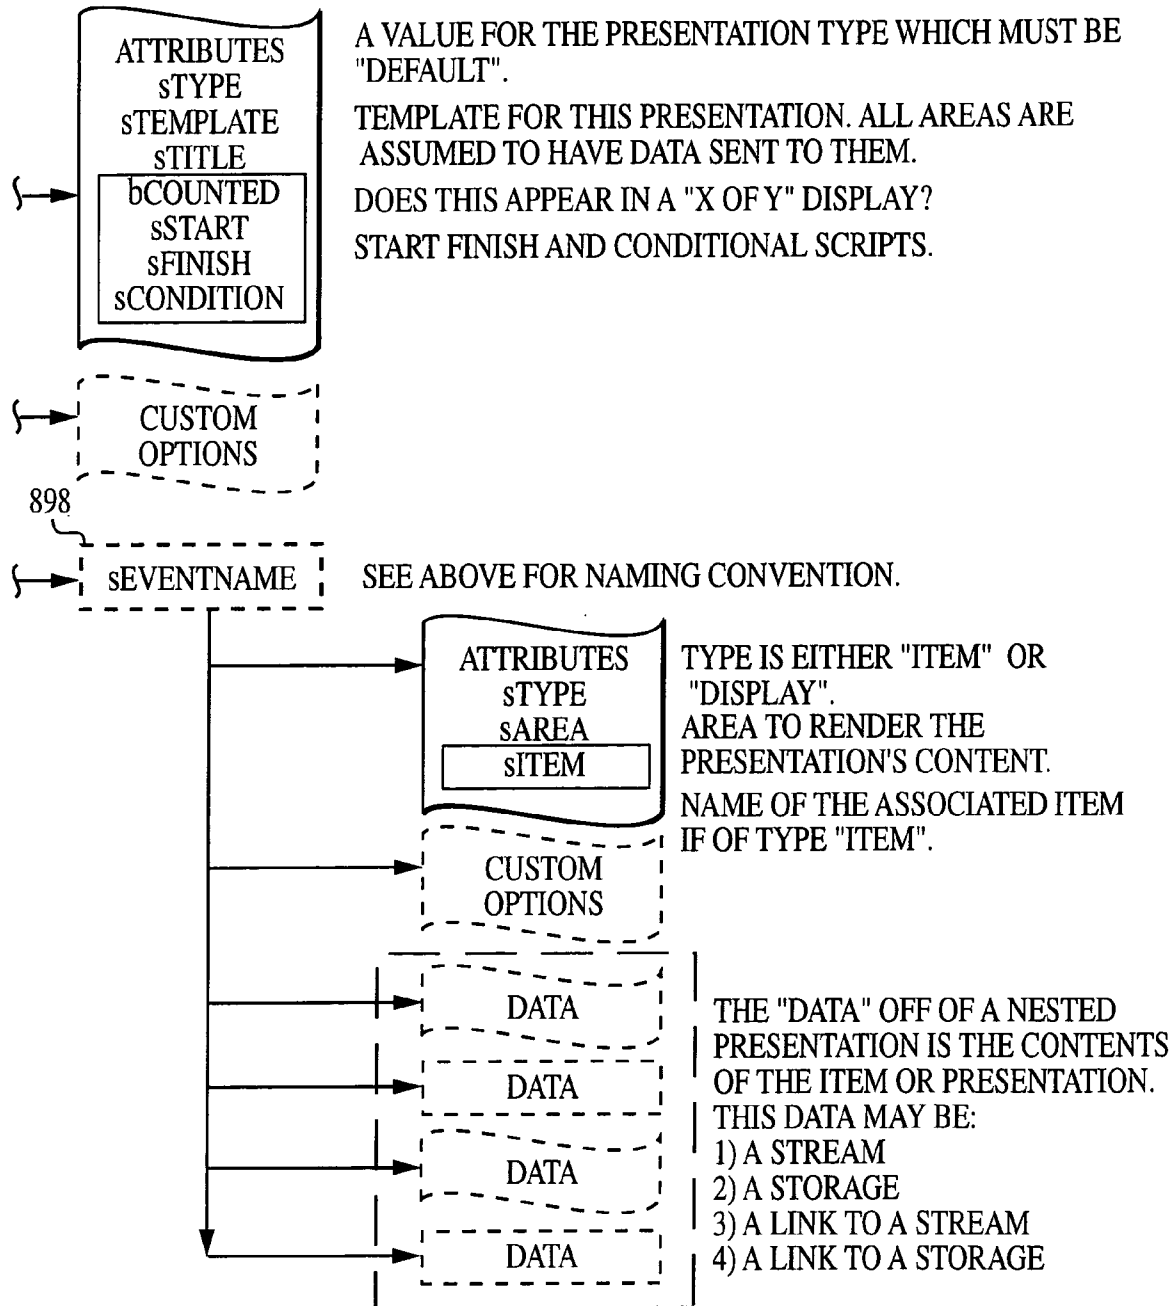 ATTRIBUTES
sTYPE
sTEMPLATE
sTITLE
bCOUNTED
sSTART
sFINISH
sCONDITION
A VALUE FOR THE PRESENTATION TYPE WHICH MUST BE
"DEFAULT".
TEMPLATE FOR THIS PRESENTATION. ALL AREAS ARE
ASSUMED TO HAVE DATA SENT TO THEM.
DOES THIS APPEAR IN A "X OF Y" DISPLAY?
START FINISH AND CONDITIONAL SCRIPTS.
CUSTOM
OPTIONS
898
sEVENTNAME
SEE ABOVE FOR NAMING CONVENTION.
ATTRIBUTES
sTYPE
sAREA
sITEM
TYPE IS EITHER "ITEM" OR
"DISPLAY".
AREA TO RENDER THE
PRESENTATION'S CONTENT.
NAME OF THE ASSOCIATED ITEM
IF OF TYPE "ITEM".
CUSTOM
OPTIONS
DATA
DATA
DATA
DATA
THE "DATA" OFF OF A NESTED
PRESENTATION IS THE CONTENTS
OF THE ITEM OR PRESENTATION.
THIS DATA MAY BE:
1) A STREAM
2) A STORAGE
3) A LINK TO A STREAM
4) A LINK TO A STORAGE